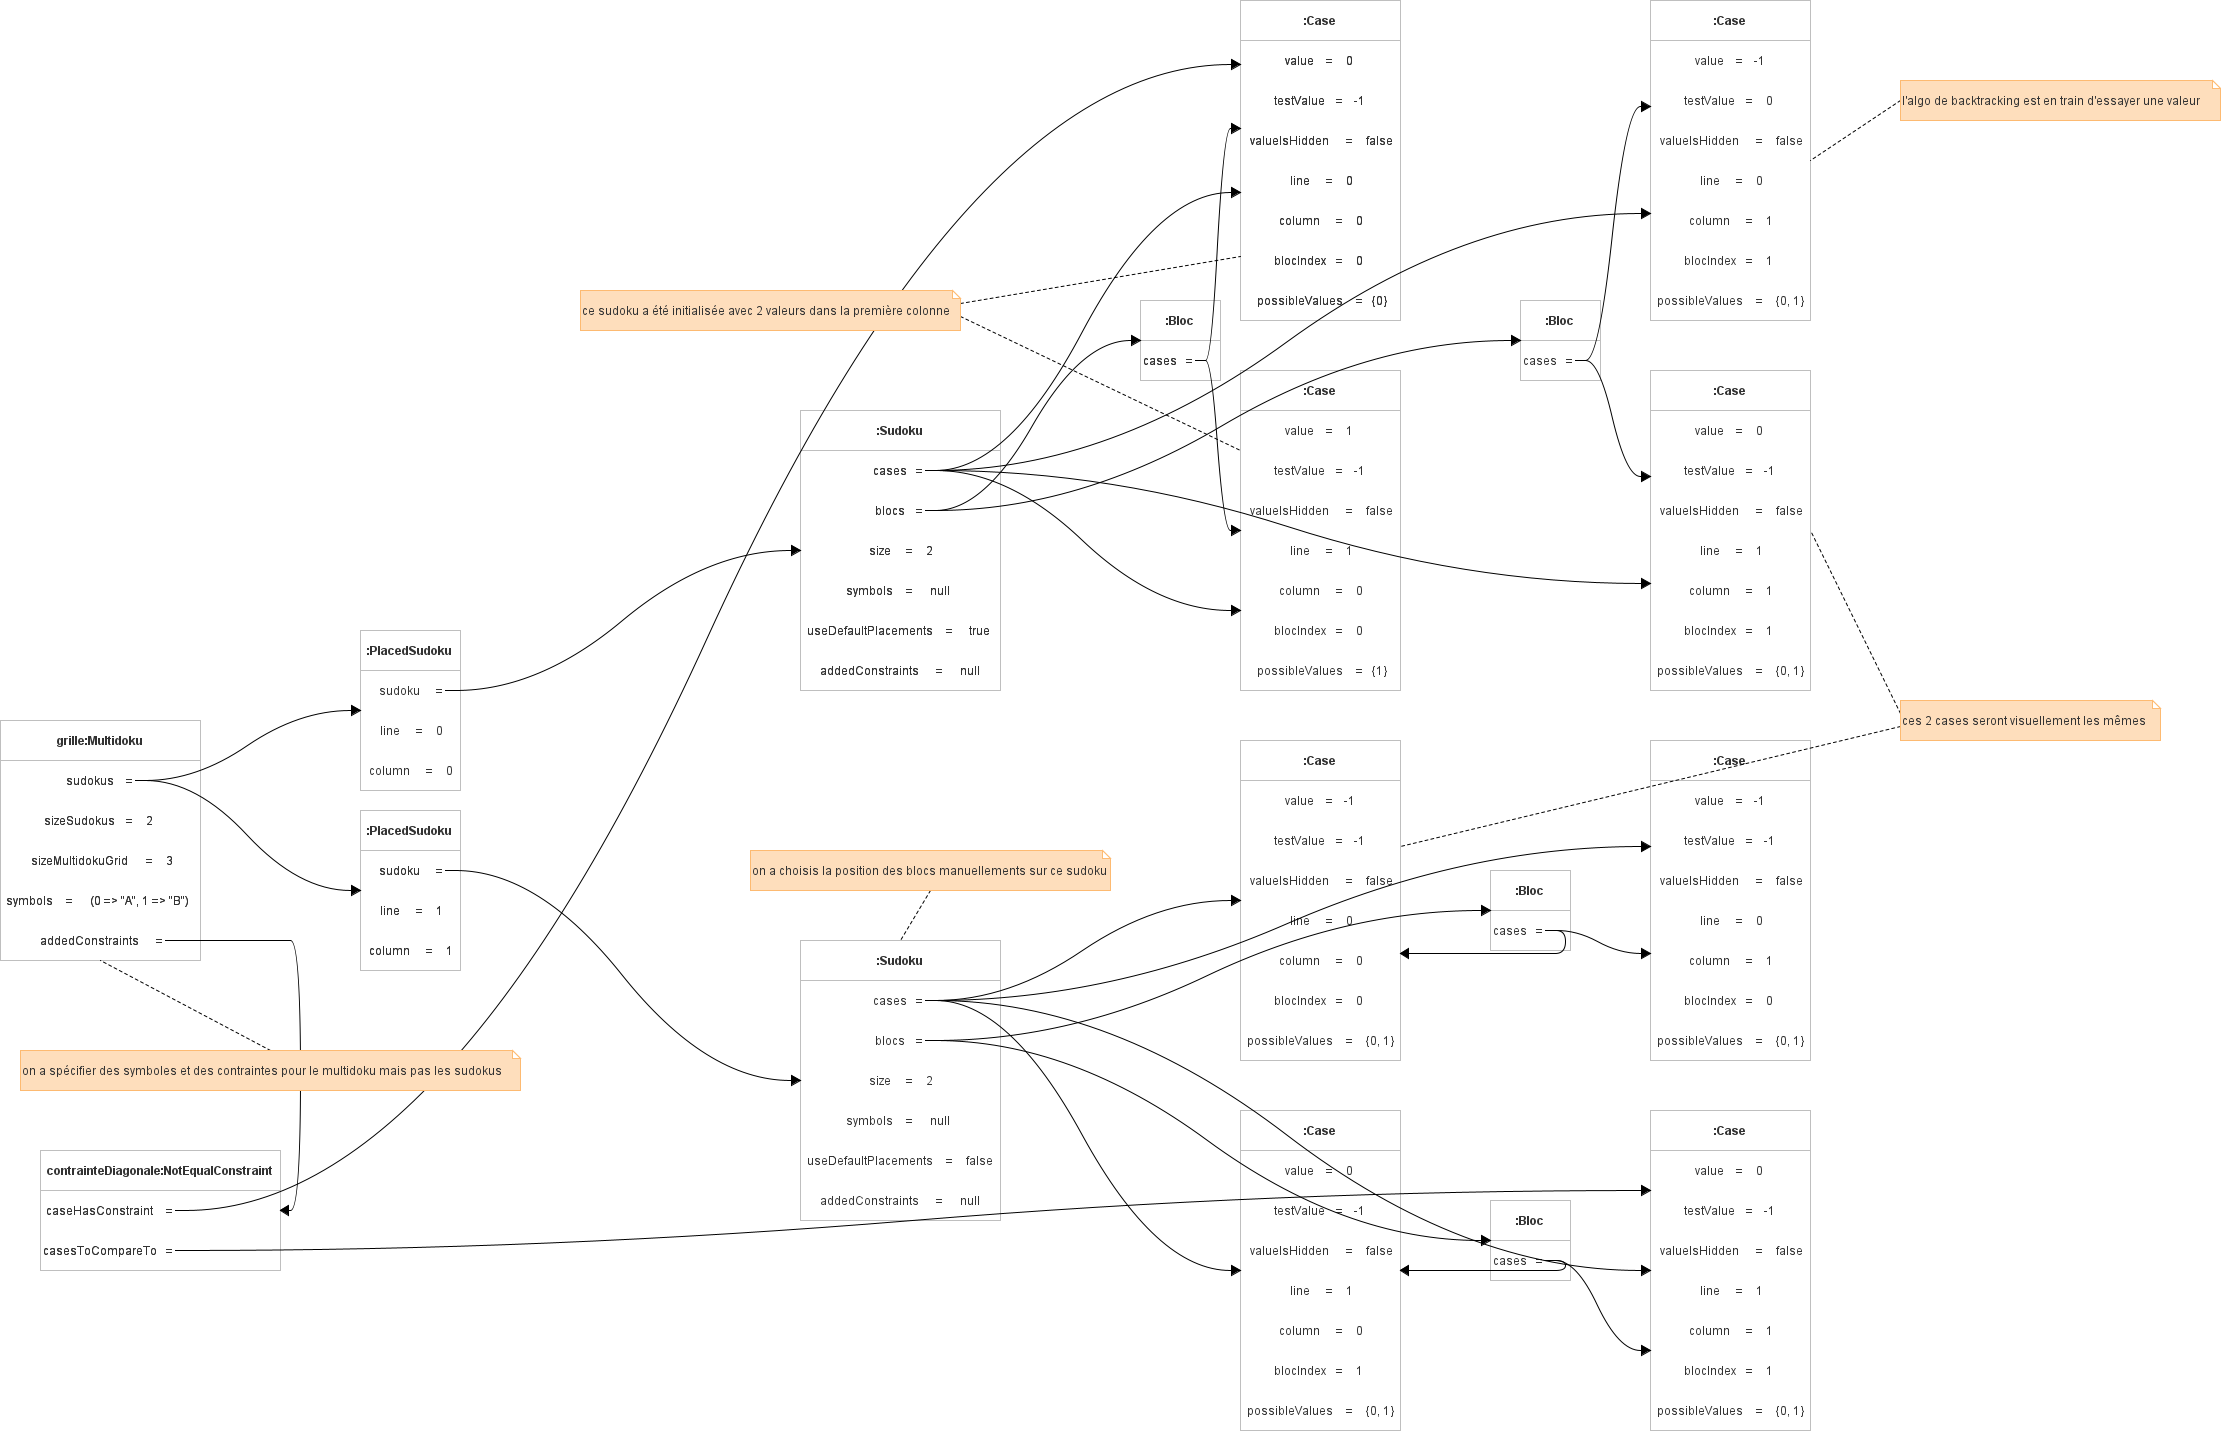 grille:Multidoku
sudokus =
sizeSudokus = 2
sizeMultidokuGrid = 3
symbols = (0 => "A", 1 => "B")
addedConstraints =
on a spécifier des symboles et des contraintes pour le multidoku mais pas les sudokus
contrainteDiagonale:NotEqualConstraint
caseHasConstraint =
casesToCompareTo =
:PlacedSudoku
sudoku =
line = 0
column = 0
:PlacedSudoku
sudoku =
line = 1
column = 1
ce sudoku a été initialisée avec 2 valeurs dans la première colonne
:Sudoku
cases =
blocs =
size = 2
symbols = null
useDefaultPlacements = true
addedConstraints = null
on a choisis la position des blocs manuellements sur ce sudoku
:Sudoku
cases =
blocs =
size = 2
symbols = null
useDefaultPlacements = false
addedConstraints = null
:Case
value = 0
testValue = -1
valueIsHidden = false
line = 0
column = 0
blocIndex = 0
possibleValues = {0}
:Bloc
cases =
:Case
value = 1
testValue = -1
valueIsHidden = false
line = 1
column = 0
blocIndex = 0
possibleValues = {1}
:Case
value = -1
testValue = 0
valueIsHidden = false
line = 0
column = 1
blocIndex = 1
possibleValues = {0, 1}
:Bloc
cases =
:Case
value = 0
testValue = -1
valueIsHidden = false
line = 1
column = 1
blocIndex = 1
possibleValues = {0, 1}
l'algo de backtracking est en train d'essayer une valeur
ces 2 cases seront visuellement les mêmes
:Case
value = -1
testValue = -1
valueIsHidden = false
line = 0
column = 0
blocIndex = 0
possibleValues = {0, 1}
:Bloc
cases =
:Case
value = -1
testValue = -1
valueIsHidden = false
line = 0
column = 1
blocIndex = 0
possibleValues = {0, 1}
:Case
value = 0
testValue = -1
valueIsHidden = false
line = 1
column = 0
blocIndex = 1
possibleValues = {0, 1}
:Bloc
cases =
:Case
value = 0
testValue = -1
valueIsHidden = false
line = 1
column = 1
blocIndex = 1
possibleValues = {0, 1}